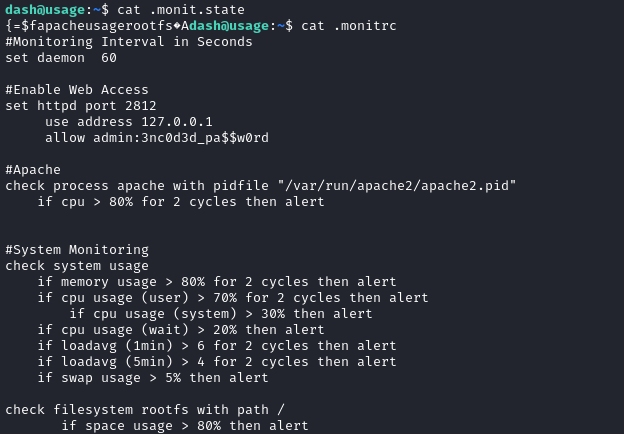 dash@usage:~$ cat .monit.state
{=$fapacheusagerootfs�Adash@usage:~$ cat .monitrc
#Monitoring Interval in Seconds
set daemon  60
#Enable Web Access
set httpd port 2812
     use address 127.0.0.1
     allow admin:3nc0d3d_pa$$w0rd
#Apache
check process apache with pidfile "/var/run/apache2/apache2.pid"
    if cpu > 80% for 2 cycles then alert
#System Monitoring
check system usage
    if memory usage > 80% for 2 cycles then alert
    if cpu usage (user) > 70% for 2 cycles then alert
        if cpu usage (system) > 30% then alert
    if cpu usage (wait) > 20% then alert
    if loadavg (1min) > 6 for 2 cycles then alert
    if loadavg (5min) > 4 for 2 cycles then alert
    if swap usage > 5% then alert
check filesystem rootfs with path /
       if space usage > 80% then alert